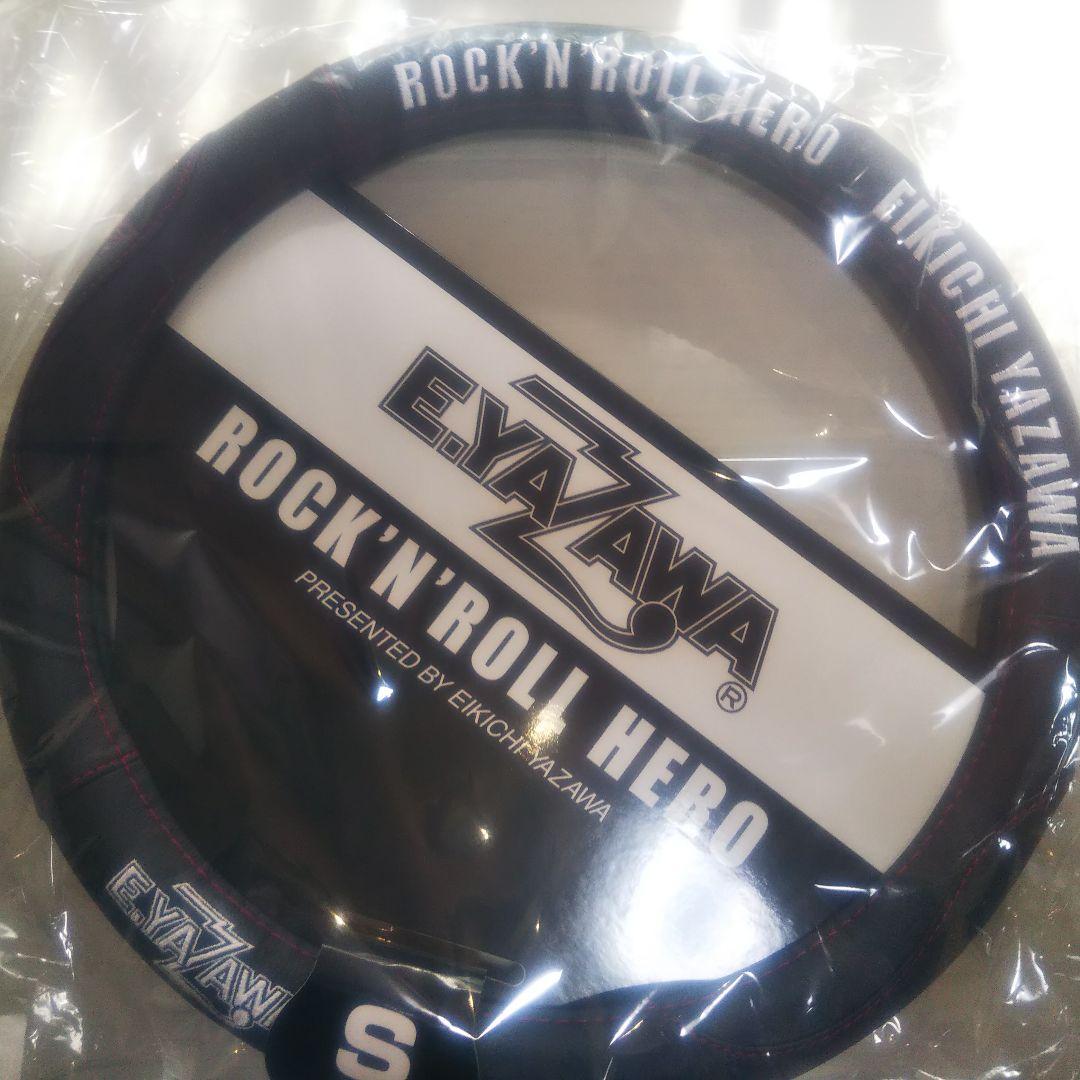 ROCK'N'ROLL HERO
EIKICHI YAZAWA
E.YAZAWA®
ROCK'N'ROLL HERO
PRESENTED BY EIKICHI YAZAWA
E.YAZAWA
S